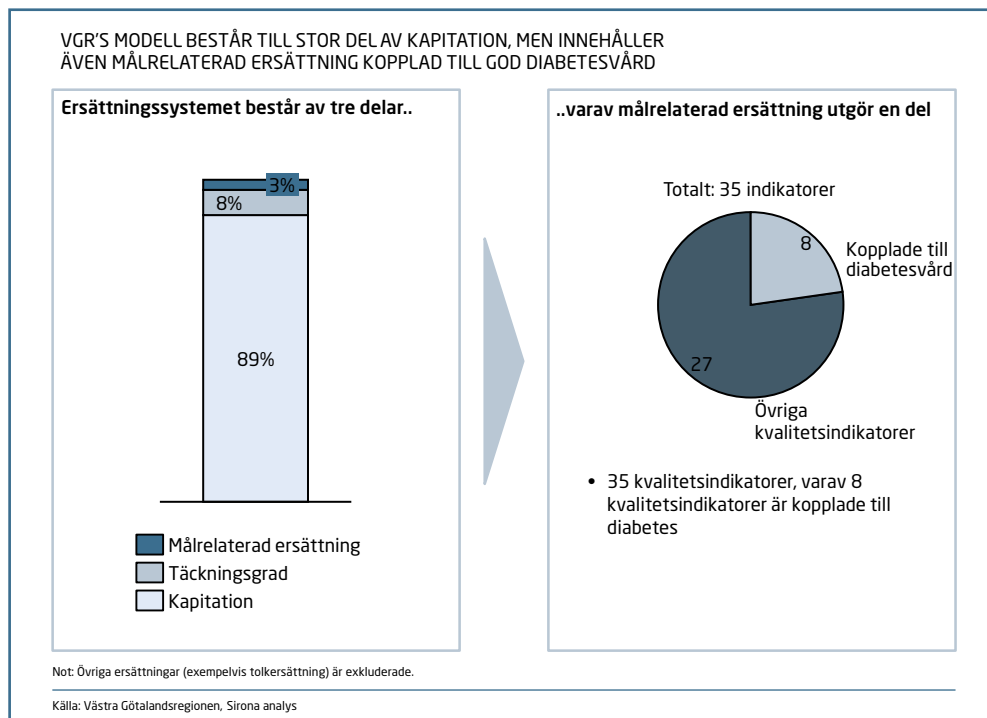 VGR'S MODELL BESTÅR TILL STOR DEL AV KAPITATION, MEN INNEHÅLLER
ÄVEN MÅLRELATERAD ERSÄTTNING KOPPLAD TILL GOD DIABETESVÅRD
Ersättningssystemet består av tre delar..
3%
8%
89%
Målrelaterad ersättning
Täckningsgrad
Kapitation
..varav målrelaterad ersättning utgör en del
Totalt: 35 indikatorer
8
Kopplade till
diabetesvård
27
Övriga
kvalitetsindikatorer
• 35 kvalitetsindikatorer, varav 8
kvalitetsindikatorer är kopplade till
diabetes
Not: Övriga ersättningar (exempelvis tolkersättning) är exkluderade.
Källa: Västra Götalandsregionen, Sirona analys